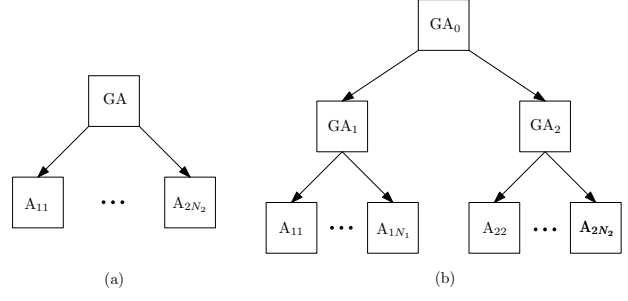 GA₀
GA
GA₁ GA₂
A₁₁ ... A₂N₂
A₁₁ ... A₁N₁ A₂₂ ... A₂N₂
(a) (b)